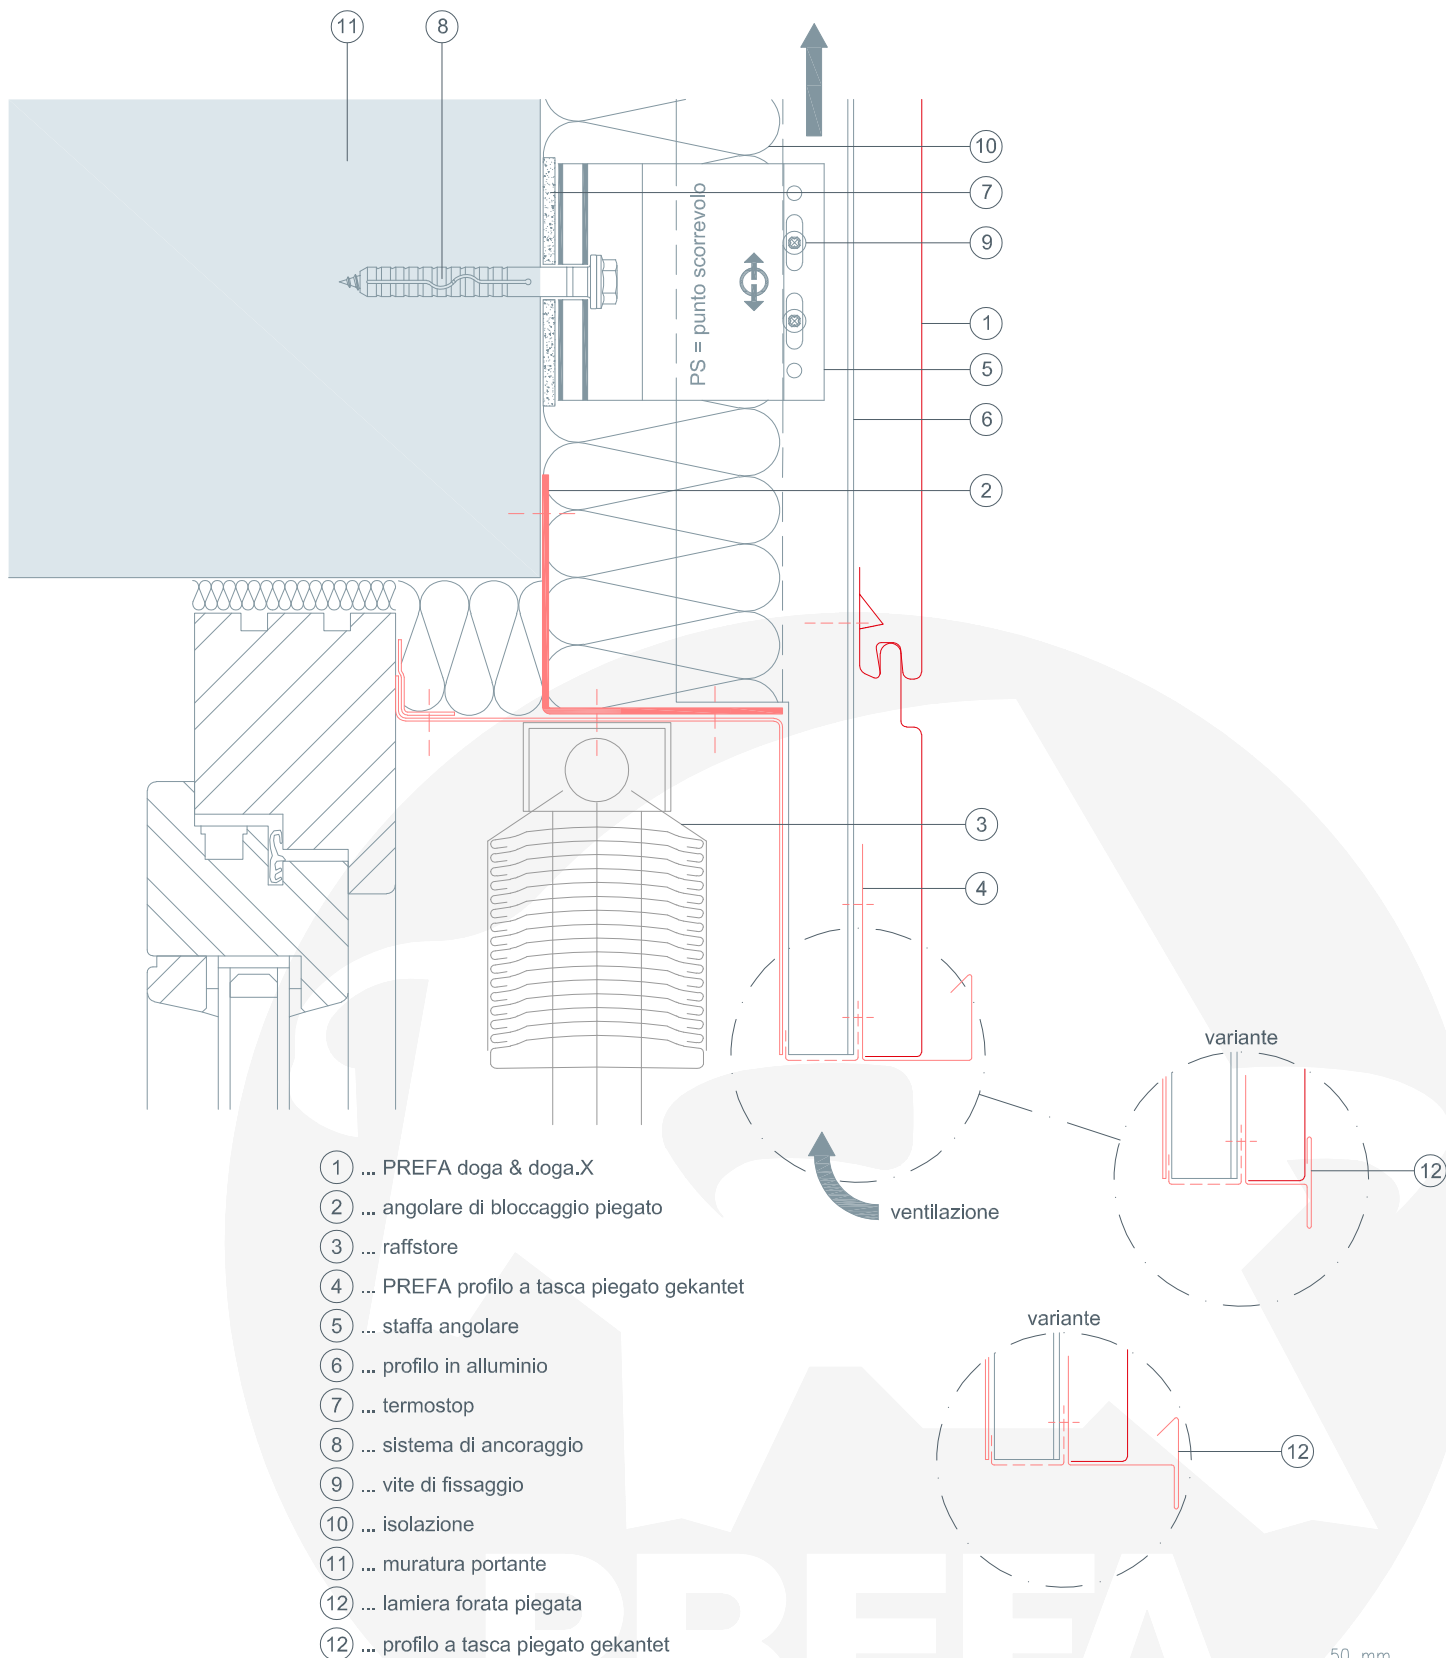 11
8
10
7
9
PS = punto scorrevolo
1
5
6
2
3
4
variante
12
ventilazione
variante
12
1 ... PREFA doga & doga.X
2 ... angolare di bloccaggio piegato
3 ... raffstore
4 ... PREFA profilo a tasca piegato gekantet
5 ... staffa angolare
6 ... profilo in alluminio
7 ... termostop
8 ... sistema di ancoraggio
9 ... vite di fissaggio
10 ... isolazione
11 ... muratura portante
12 ... lamiera forata piegata
12 ... profilo a tasca piegato gekantet
PREFA
50 mm